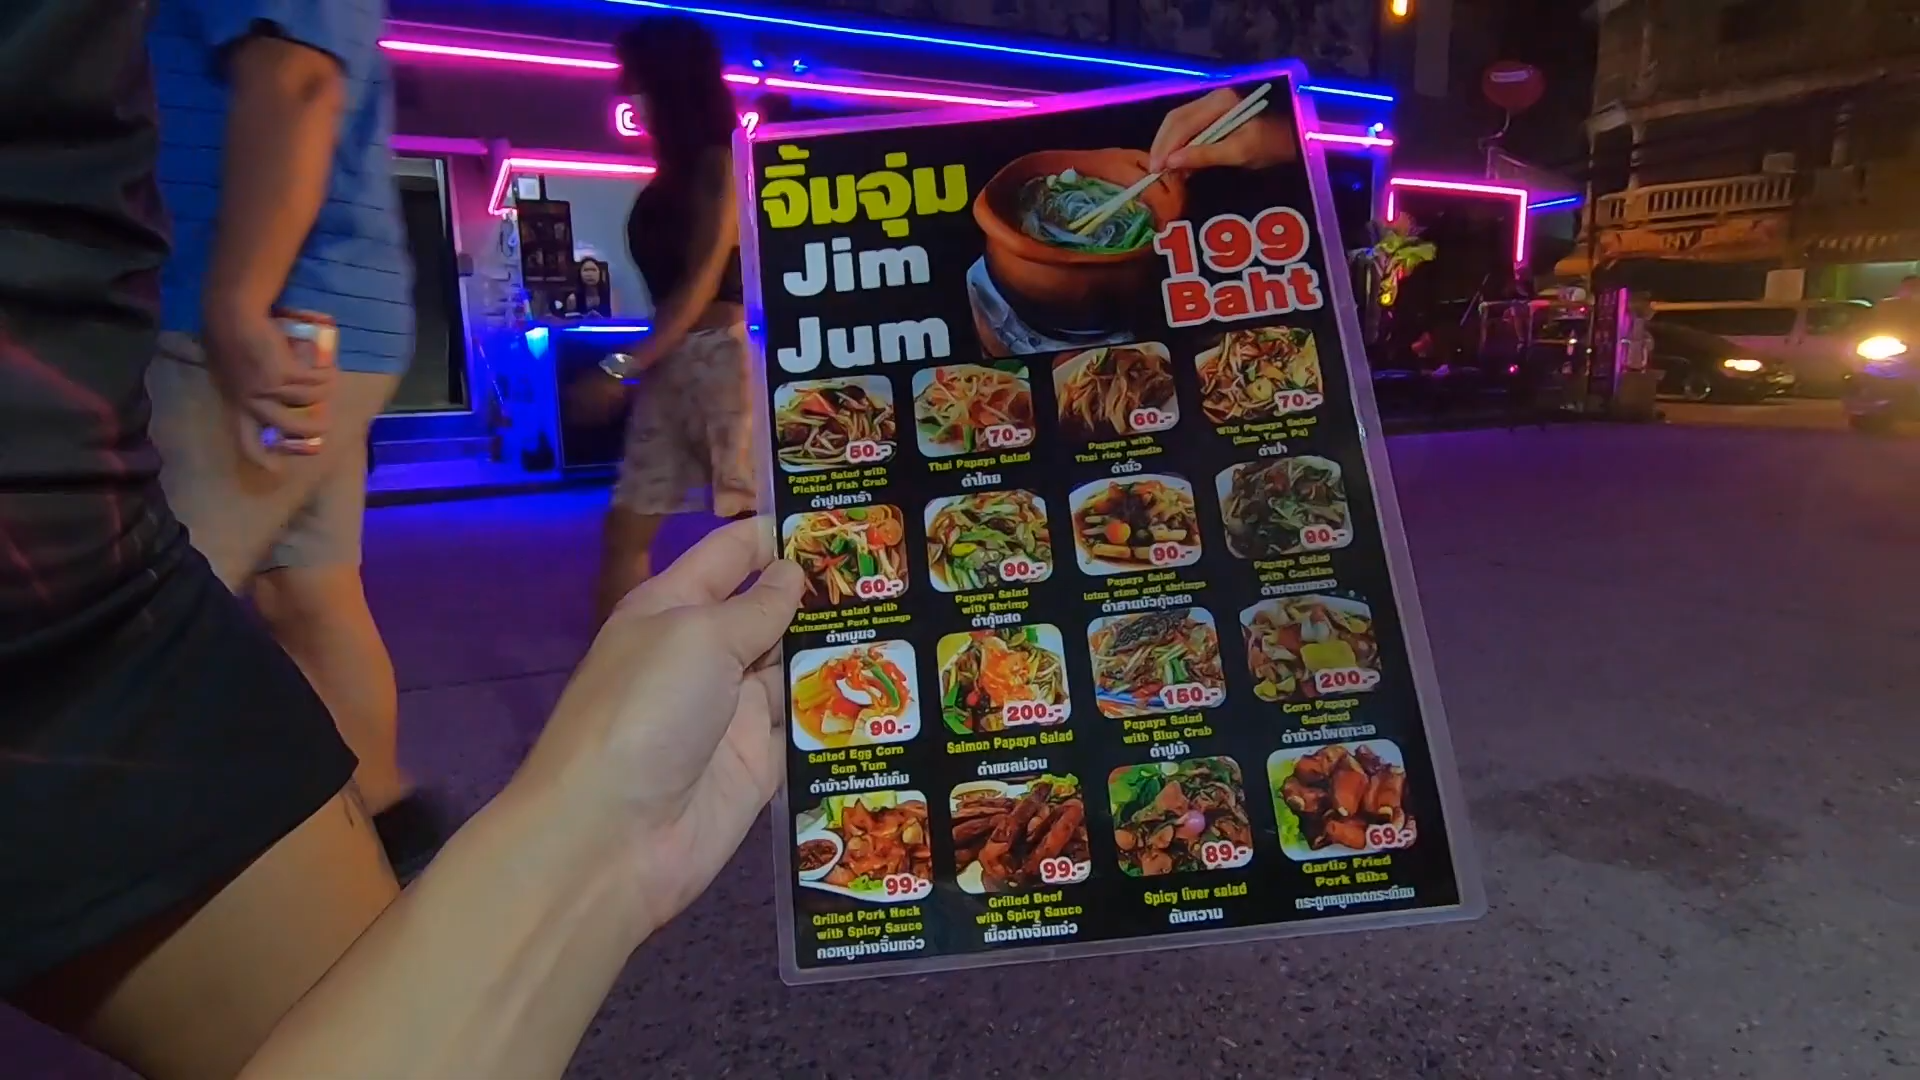 จิ้มจุ่ม
Jim
Jum
199
Baht
50.-
70.-
60.-
70.-
Papaya Salad with
Pickled Fish Crab
ตำปูปลาร้า
Thai Papaya Salad
ตำไทย
Papaya with
Thai rice noodle
ตำซั่ว
Wild Papaya Salad
(Som Tam Pa)
ตำป่า
60.-
90.-
90.-
90.-
Papaya salad with
Vietnamese Pork Sausage
ตำหมูยอ
Papaya Salad
with Shrimp
ตำกุ้งสด
Papaya Salad
lotus stem and shrimps
ตำสายบัวกุ้งสด
Papaya Salad
with Cockles
90.-
200.-
150.-
200.-
Salted Egg Corn
Som Tum
ตำข้าวโพดไข่เค็ม
Salmon Papaya Salad
ตำแซลม่อน
Papaya Salad
with Blue Crab
ตำปูม้า
Corn Papaya
Seafood
ตำข้าวโพดทะเล
99.-
99.-
89.-
69.-
Grilled Pork Neck
with Spicy Sauce
คอหมูย่างจิ้มแจ่ว
Grilled Beef
with Spicy Sauce
เนื้อย่างจิ้มแจ่ว
Spicy liver salad
ตับหวาน
Garlic Fried
Pork Ribs
กระดูกหมูทอดกระเทียม